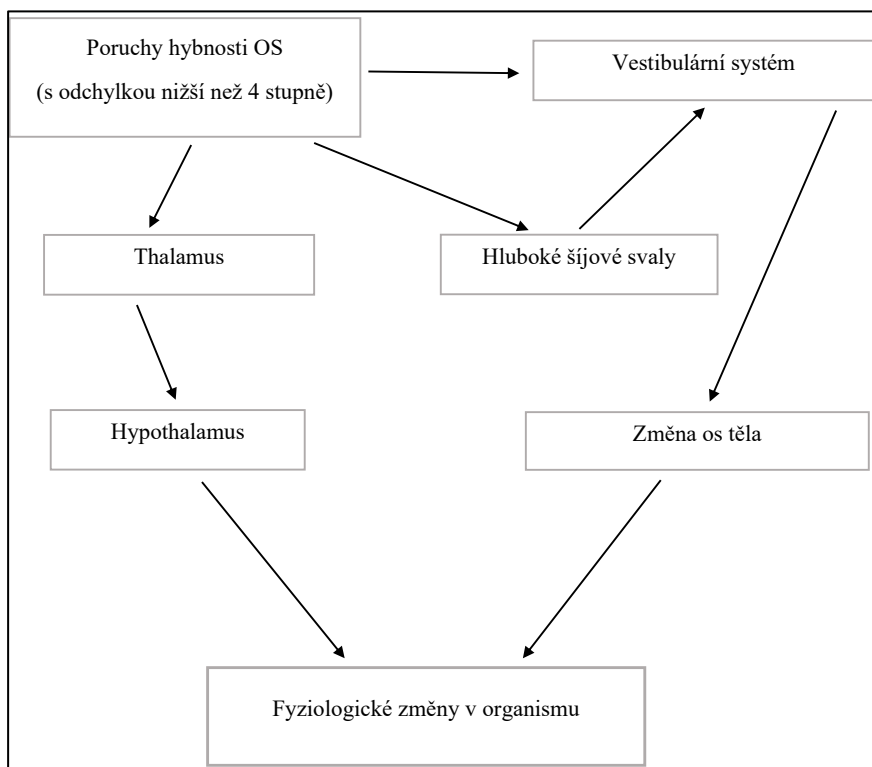 Poruchy hybnosti OS
(s odchylkou nižší než 4 stupně)
Vestibulární systém
Thalamus
Hluboké šíjové svaly
Hypothalamus
Změna os těla
Fyziologické změny v organismu